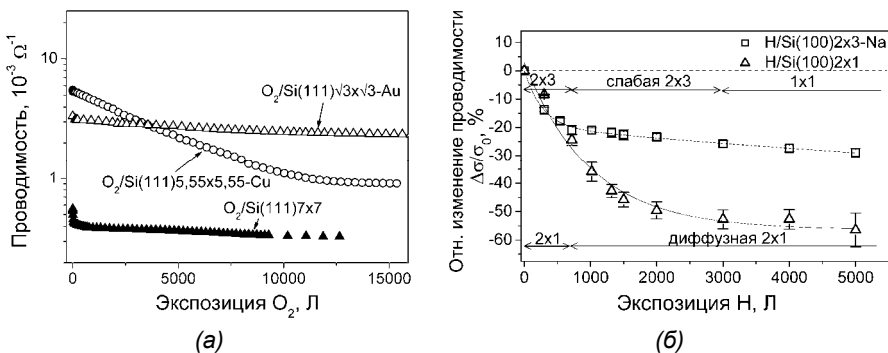 Проводимость, 10⁻³ Ω⁻¹
10
1
O₂/Si(111)√3x√3-Au
O₂/Si(111)5,55x5,55-Cu
O₂/Si(111)7x7
0 5000 10000 15000
Экспозиция O₂, Л
(а)
Отн. изменение проводимости
Δσ/σ₀, %
20
10
0
-10
-20
-30
-40
-50
-60
H/Si(100)2x3-Na
H/Si(100)2x1
2x3 слабая 2x3 1x1
2x1 диффузная 2x1
0 1000 2000 3000 4000 5000
Экспозиция H, Л
(б)